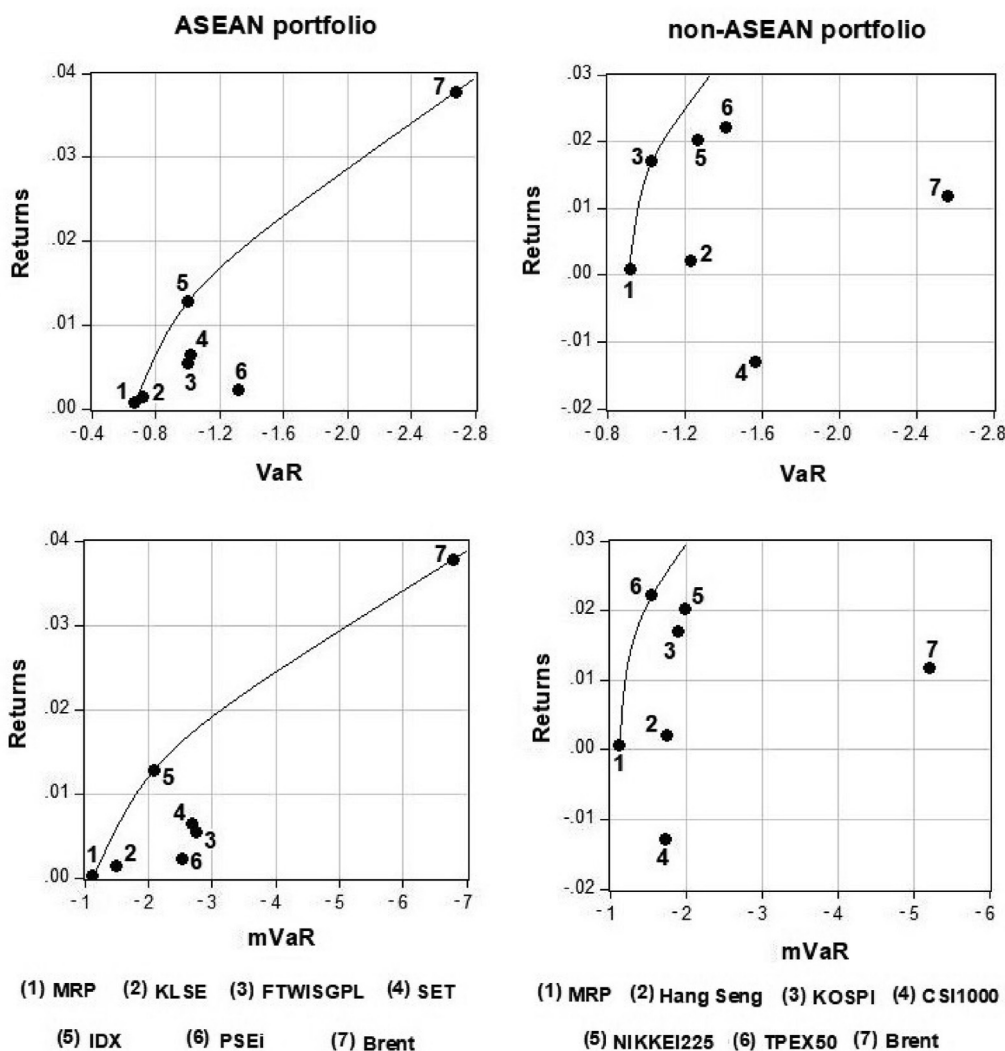 ASEAN portfolio
.04
.03
.02
.01
.00
Returns
7
5
4
3
6
1
2
-0.4 -0.8 -1.2 -1.6 -2.0 -2.4 -2.8
VaR
non-ASEAN portfolio
.03
.02
.01
.00
-.01
-.02
Returns
6
3
5
7
2
1
4
-0.8 -1.2 -1.6 -2.0 -2.4 -2.8
VaR
.04
.03
.02
.01
.00
Returns
7
5
4
3
1
2
6
-1 -2 -3 -4 -5 -6 -7
mVaR
.03
.02
.01
.00
-.01
-.02
Returns
6
5
3
7
2
1
4
-1 -2 -3 -4 -5 -6
mVaR
(1) MRP (2) KLSE (3) FTWISGPL (4) SET
(5) IDX (6) PSEi (7) Brent
(1) MRP (2) Hang Seng (3) KOSPI (4) CSI1000
(5) NIKKEI225 (6) TPEX50 (7) Brent